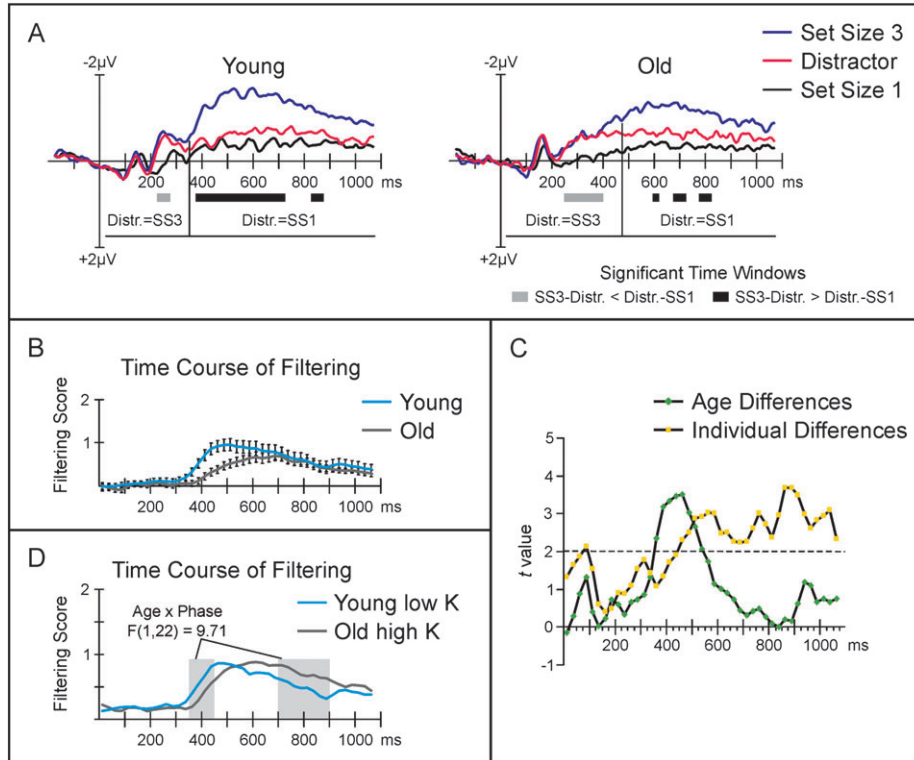 A
Set Size 3
Distractor
Set Size 1
Young
Old
-2µV
+2µV
200 400 600 800 1000 ms
Distr.=SS3
Distr.=SS1
-2µV
+2µV
200 400 600 800 1000 ms
Distr.=SS3
Distr.=SS1
Significant Time Windows
SS3-Distr. < Distr.-SS1
SS3-Distr. > Distr.-SS1
B
Time Course of Filtering
Young
Old
Filtering Score
2
1
200 400 600 800 1000 ms
C
Age Differences
Individual Differences
t value
5
4
3
2
1
0
-1
200 400 600 800 1000 ms
D
Time Course of Filtering
Age x Phase
F(1,22) = 9.71
Young low K
Old high K
Filtering Score
2
1
200 400 600 800 1000 ms